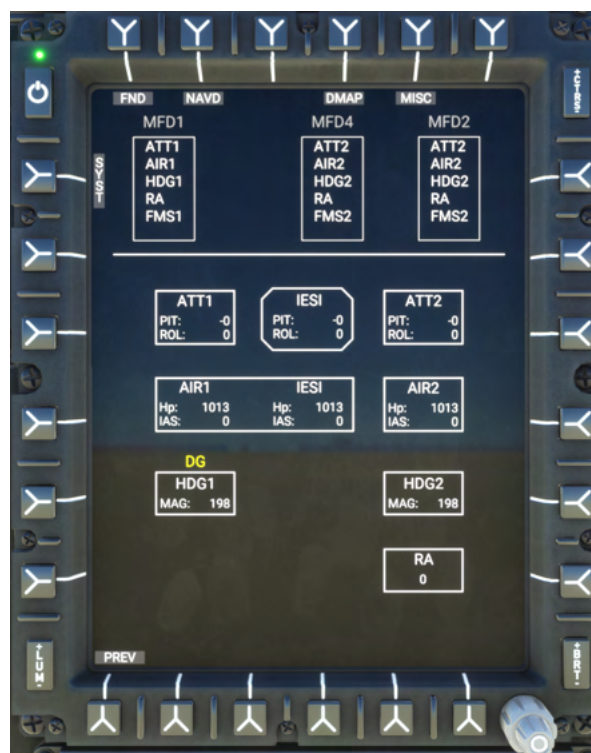 +CTRS-
FND NAVD DMAP MISC
MFD1 MFD4 MFD2
SYST
ATT1 ATT2 ATT2
AIR1 AIR2 AIR2
HDG1 HDG2 HDG2
RA RA RA
FMS1 FMS2 FMS2
ATT1 IESI ATT2
PIT: -0 PIT: -0 PIT: -0
ROL: 0 ROL: 0 ROL: 0
AIR1 IESI AIR2
Hp: 1013 Hp: 1013 Hp: 1013
IAS: 0 IAS: 0 IAS: 0
DG
HDG1 HDG2
MAG: 198 MAG: 198
RA
0
PREV
+LUM-
+BRT-